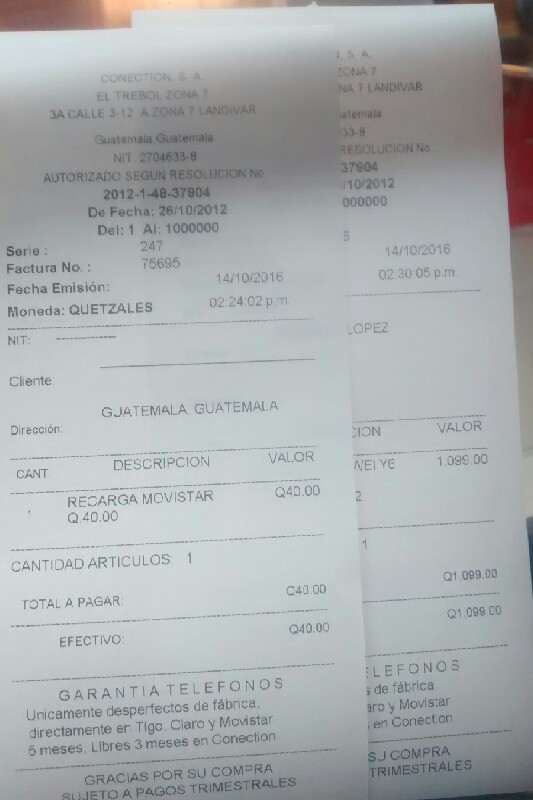 CONECTION, S. A.
EL TREBOL ZONA 7
3A CALLE 3-12 A ZONA 7 LANDIVAR
Guatemala,Guatemala
NIT: 2704633-8
AUTORIZADO SEGUN RESOLUCION No.
2012-1-48-37904
De Fecha: 26/10/2012
Del: 1 Al: 1000000
Serie : 247
Factura No. : 75695
Fecha Emisión: 14/10/2016
Moneda: QUETZALES 02:24:02 p.m.
NIT:
Cliente:
GUATEMALA, GUATEMALA
Dirección:
CANT. DESCRIPCION VALOR
1 RECARGA MOVISTAR Q40.00
Q.40.00
CANTIDAD ARTICULOS: 1
TOTAL A PAGAR: Q40.00
EFECTIVO: Q40.00
GARANTIA TELEFONOS
Unicamente desperfectos de fábrica,
directamente en Tigo, Claro y Movistar
6 meses, Libres 3 meses en Conection
GRACIAS POR SU COMPRA
SUJETO A PAGOS TRIMESTRALES
S. A.
ZONA 7
NA 7 LANDIVAR
atemala
33-8
RESOLUCION No.
37904
/10/2012
000000
14/10/2016
02:30:05 p.m.
LOPEZ
CION VALOR
WEI YE 1,099.00
2
1
Q1,099.00
Q1,099.00
ELEFONOS
s de fábrica,
aro y Movistar
en Conection
SU COMPRA
TRIMESTRALES